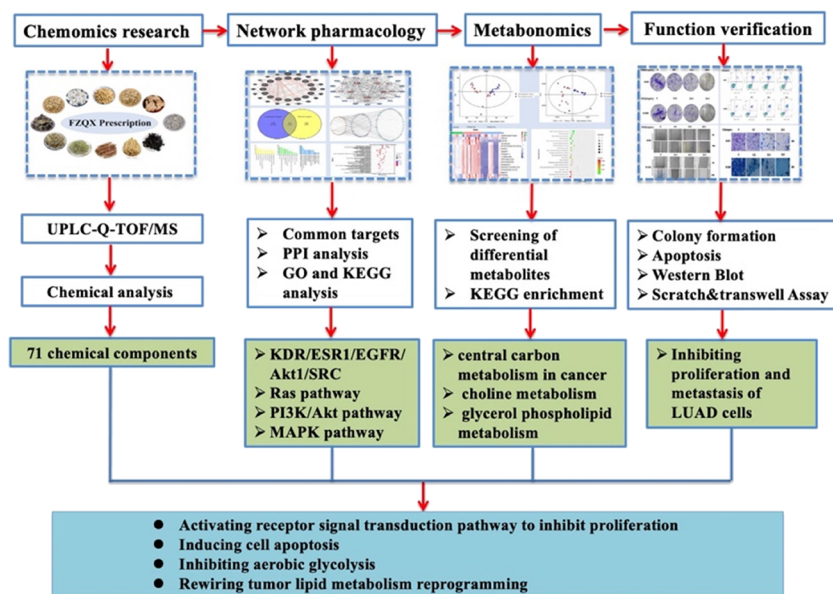 Chemomics research
Network pharmacology
Metabonomics
Function verification
FZQX Prescription
UPLC-Q-TOF/MS
Chemical analysis
71 chemical components
➢ Common targets
➢ PPI analysis
➢ GO and KEGG
analysis
➢ KDR/ESR1/EGFR/
Akt1/SRC
➢ Ras pathway
➢ PI3K/Akt pathway
➢ MAPK pathway
➢ Screening of
differential
metabolites
➢ KEGG enrichment
➢ central carbon
metabolism in cancer
➢ choline metabolism
➢ glycerol phospholipid
metabolism
➢ Colony formation
➢ Apoptosis
➢ Western Blot
➢ Scratch&transwell Assay
➢ Inhibiting
proliferation and
metastasis of
LUAD cells
● Activating receptor signal transduction pathway to inhibit proliferation
● Inducing cell apoptosis
● Inhibiting aerobic glycolysis
● Rewiring tumor lipid metabolism reprogramming